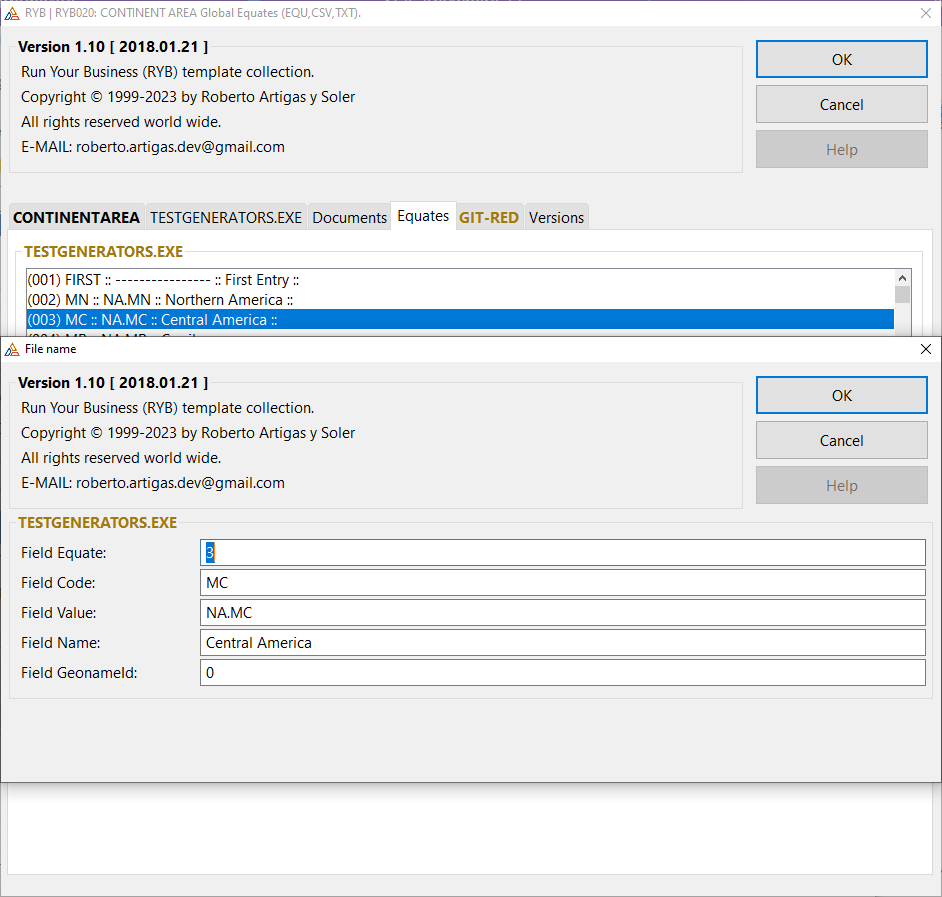 RYB | RYB020: CONTINENT AREA Global Equates (EQU,CSV,TXT).
Version 1.10 [ 2018.01.21 ]
Run Your Business (RYB) template collection.
Copyright © 1999-2023 by Roberto Artigas y Soler
All rights reserved world wide.
E-MAIL: roberto.artigas.dev@gmail.com
OK
Cancel
Help
CONTINENTAREA TESTGENERATORS.EXE Documents Equates GIT-RED Versions
TESTGENERATORS.EXE
(001) FIRST :: ---------------- :: First Entry ::
(002) MN :: NA.MN :: Northern America ::
(003) MC :: NA.MC :: Central America ::
File name
Version 1.10 [ 2018.01.21 ]
Run Your Business (RYB) template collection.
Copyright © 1999-2023 by Roberto Artigas y Soler
All rights reserved world wide.
E-MAIL: roberto.artigas.dev@gmail.com
OK
Cancel
Help
TESTGENERATORS.EXE
Field Equate: 3
Field Code: MC
Field Value: NA.MC
Field Name: Central America
Field GeonameId: 0